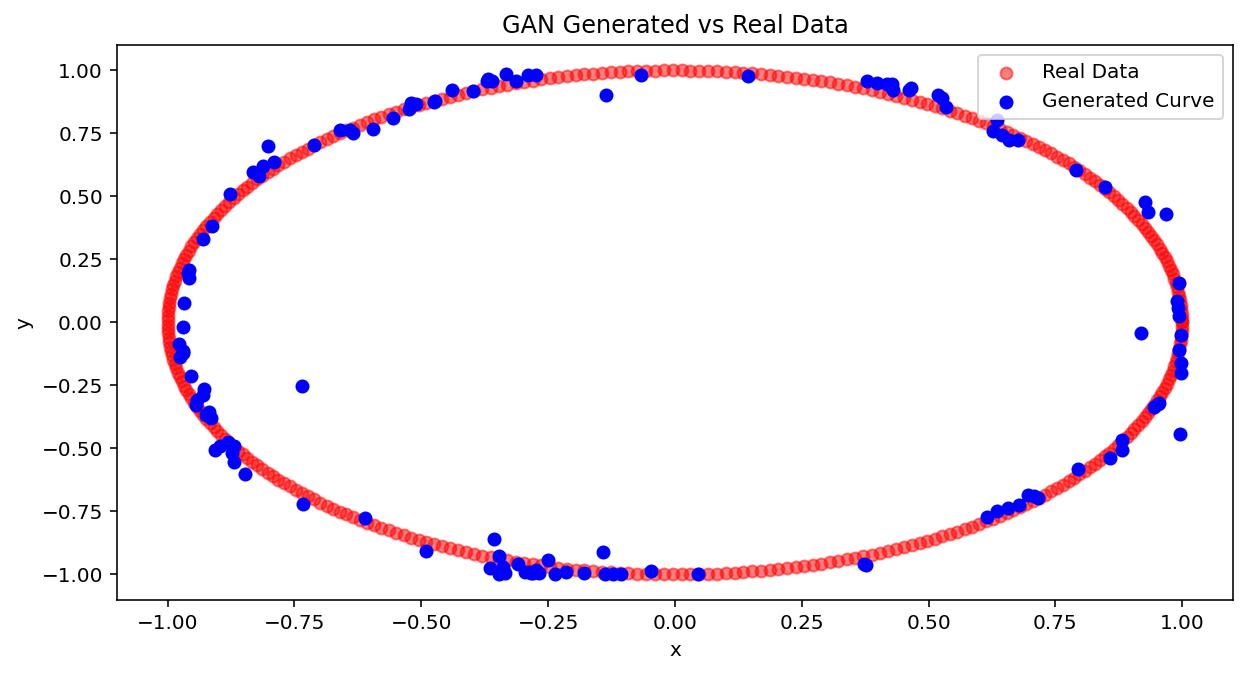 GAN Generated vs Real Data
Real Data
Generated Curve
1.00
0.75
0.50
0.25
0.00
−0.25
−0.50
−0.75
−1.00
y
−1.00 −0.75 −0.50 −0.25 0.00 0.25 0.50 0.75 1.00
x